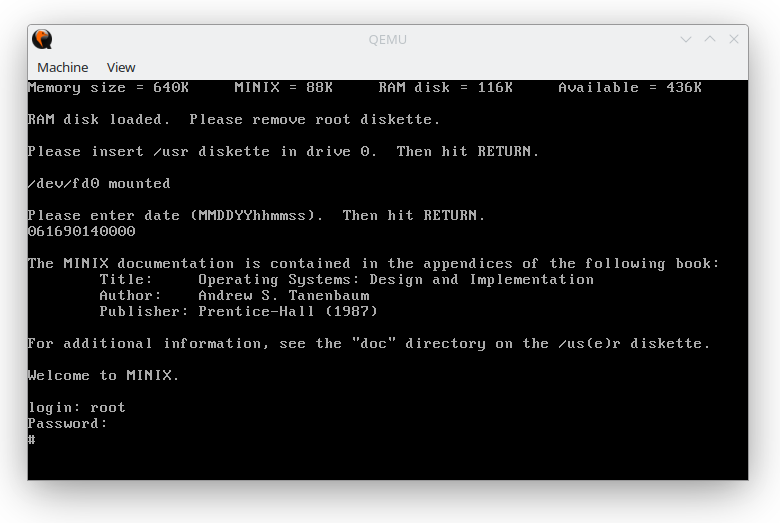 QEMU
Machine View
Memory size = 640K     MINIX = 88K     RAM disk = 116K     Available = 436K
RAM disk loaded.  Please remove root diskette.
Please insert /usr diskette in drive 0.  Then hit RETURN.
/dev/fd0 mounted
Please enter date (MMDDYYhhmmss).  Then hit RETURN.
061690140000
The MINIX documentation is contained in the appendices of the following book:
        Title:     Operating Systems: Design and Implementation
        Author:    Andrew S. Tanenbaum
        Publisher: Prentice-Hall (1987)
For additional information, see the "doc" directory on the /us(e)r diskette.
Welcome to MINIX.
login: root
Password:
#